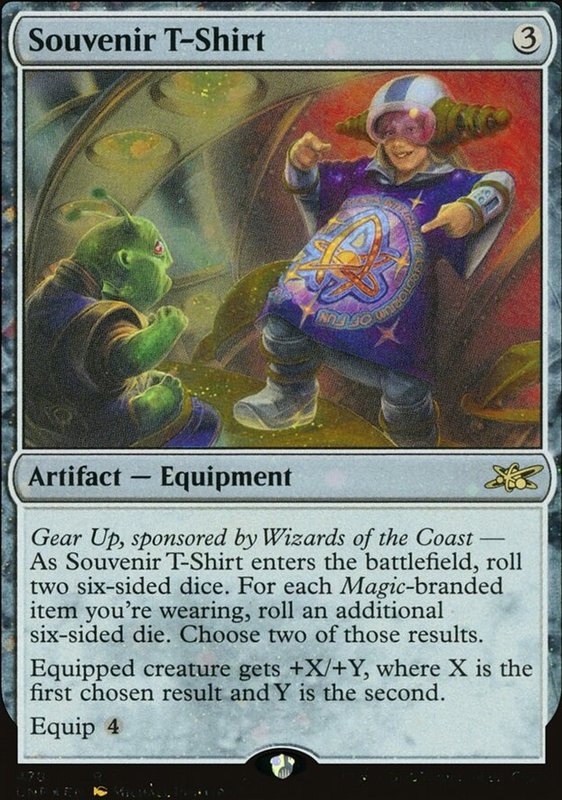 Souvenir T-Shirt 3
OF FUN
Artifact — Equipment
Gear Up, sponsored by Wizards of the Coast —
As Souvenir T-Shirt enters the battlefield, roll
two six-sided dice. For each Magic-branded
item you’re wearing, roll an additional
six-sided die. Choose two of those results.
Equipped creature gets +X/+Y, where X is the
first chosen result and Y is the second.
Equip 4